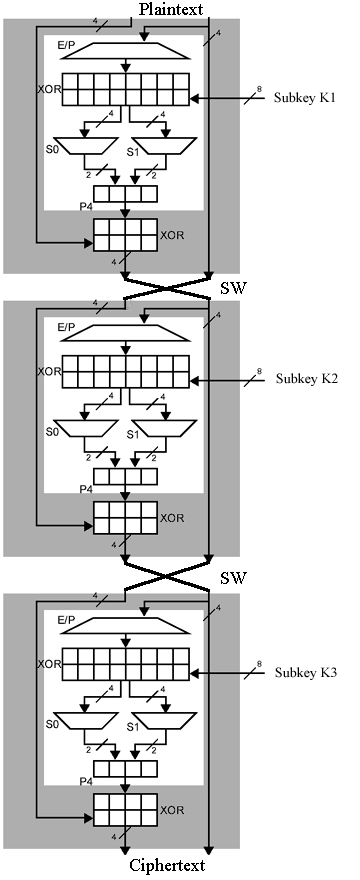 Plaintext
4
4
E/P
XOR
8
Subkey K1
4
4
S0
S1
2
2
P4
XOR
4
SW
4
4
E/P
XOR
8
Subkey K2
4
4
S0
S1
2
2
P4
XOR
4
SW
4
4
E/P
XOR
8
Subkey K3
4
4
S0
S1
2
2
P4
XOR
4
Ciphertext